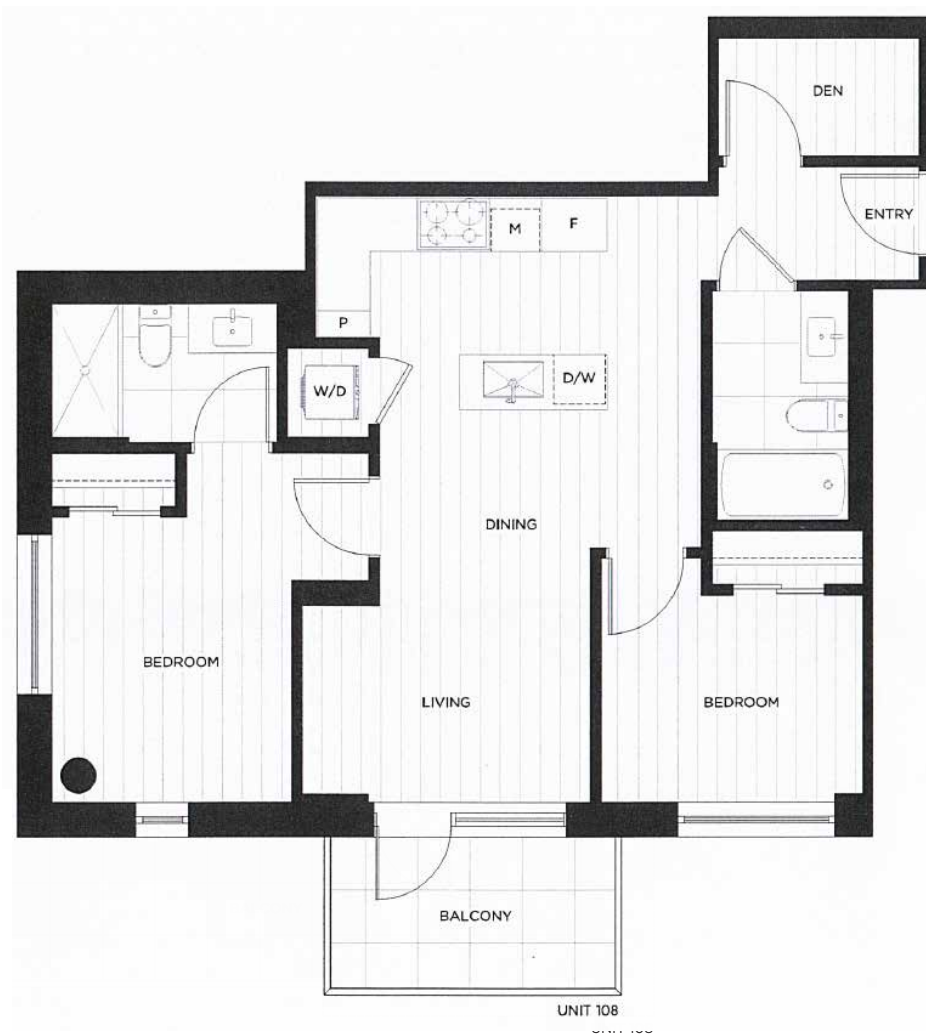 DEN
ENTRY
M
F
P
W/D
D/W
DINING
BEDROOM
LIVING
BEDROOM
BALCONY
UNIT 108